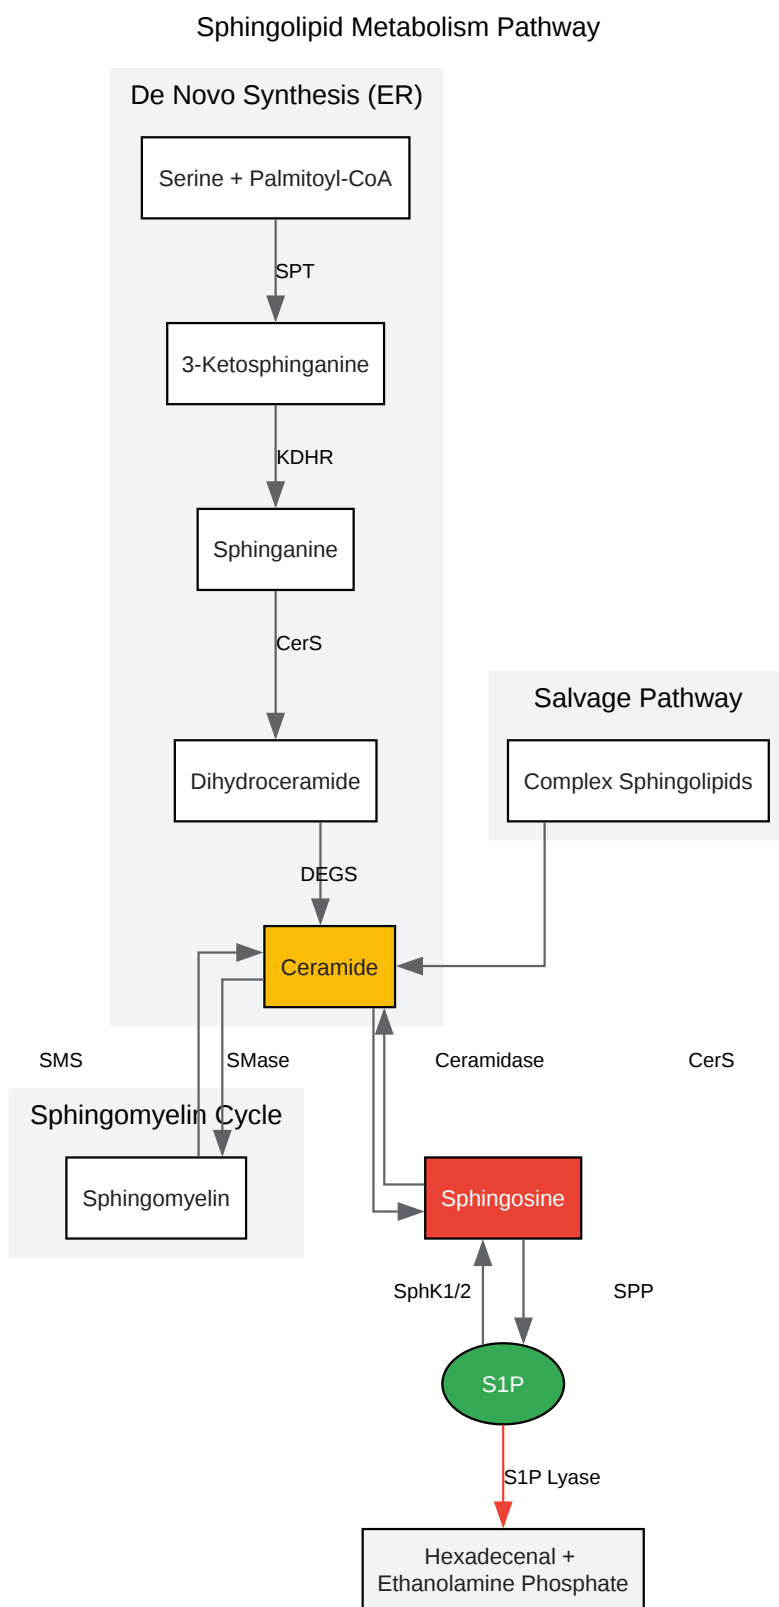 Sphingolipid Metabolism Pathway
De Novo Synthesis (ER)
Serine + Palmitoyl-CoA
SPT
3-Ketosphinganine
KDHR
Sphinganine
CerS
Salvage Pathway
Dihydroceramide
Complex Sphingolipids
DEGS
Ceramide
SMS
SMase
Ceramidase
CerS
Sphingomyelin Cycle
Sphingomyelin
Sphingosine
SphK1/2
SPP
S1P
S1P Lyase
Hexadecenal +
Ethanolamine Phosphate